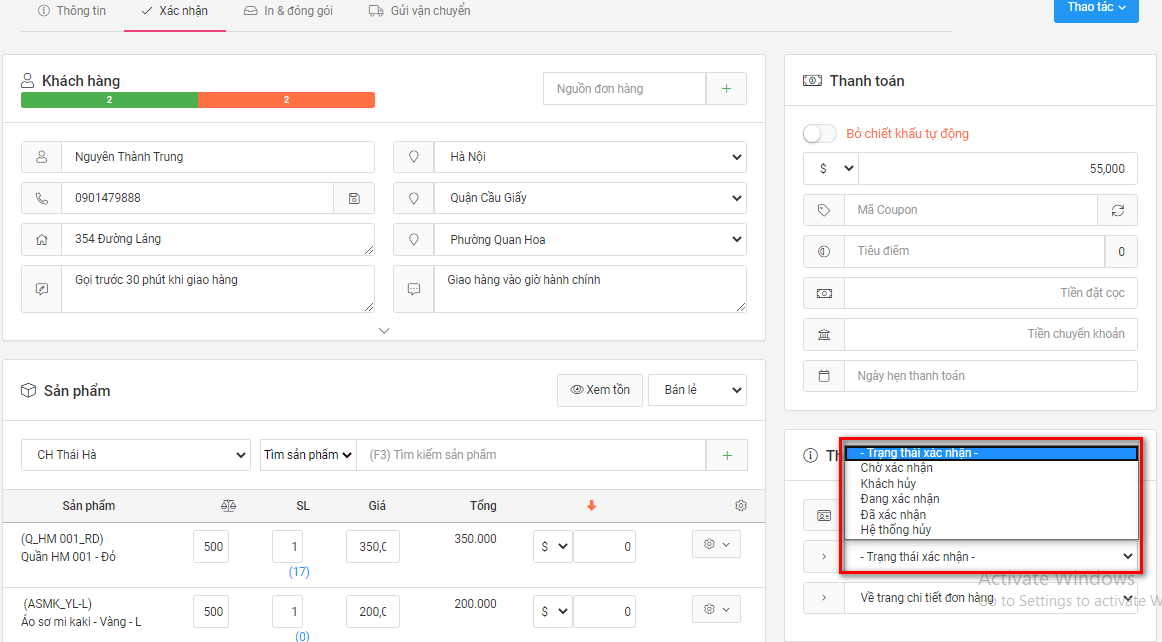 Thông tin
Xác nhận
In & đóng gói
Gửi vận chuyển
Thao tác
Khách hàng
2 2
Nguồn đơn hàng +
Nguyễn Thành Trung
Hà Nội
0901479888
Quận Cầu Giấy
354 Đường Láng
Phường Quan Hoa
Gọi trước 30 phút khi giao hàng
Giao hàng vào giờ hành chính
Sản phẩm
Xem tồn
Bán lẻ
CH Thái Hà
Tìm sản phẩm
(F3) Tìm kiếm sản phẩm +
Sản phẩm SL Giá Tổng
(Q_HM 001_RD)
Quần HM 001 - Đỏ
500 1 350,0 350.000 $ 0
(17)
(ASMK_YL-L)
Áo sơ mi kaki - Vàng - L
500 1 200,0 200.000 $ 0
(0)
Thanh toán
Bỏ chiết khấu tự động
$ 55,000
Mã Coupon
Tiêu điểm 0
Tiền đặt cọc
Tiền chuyển khoản
Ngày hẹn thanh toán
- Trạng thái xác nhận -
Chờ xác nhận
Khách hủy
Đang xác nhận
Đã xác nhận
Hệ thống hủy
- Trạng thái xác nhận -
Activate Windows
Về trang chi tiết đơn hàng
Go to Settings to activate W